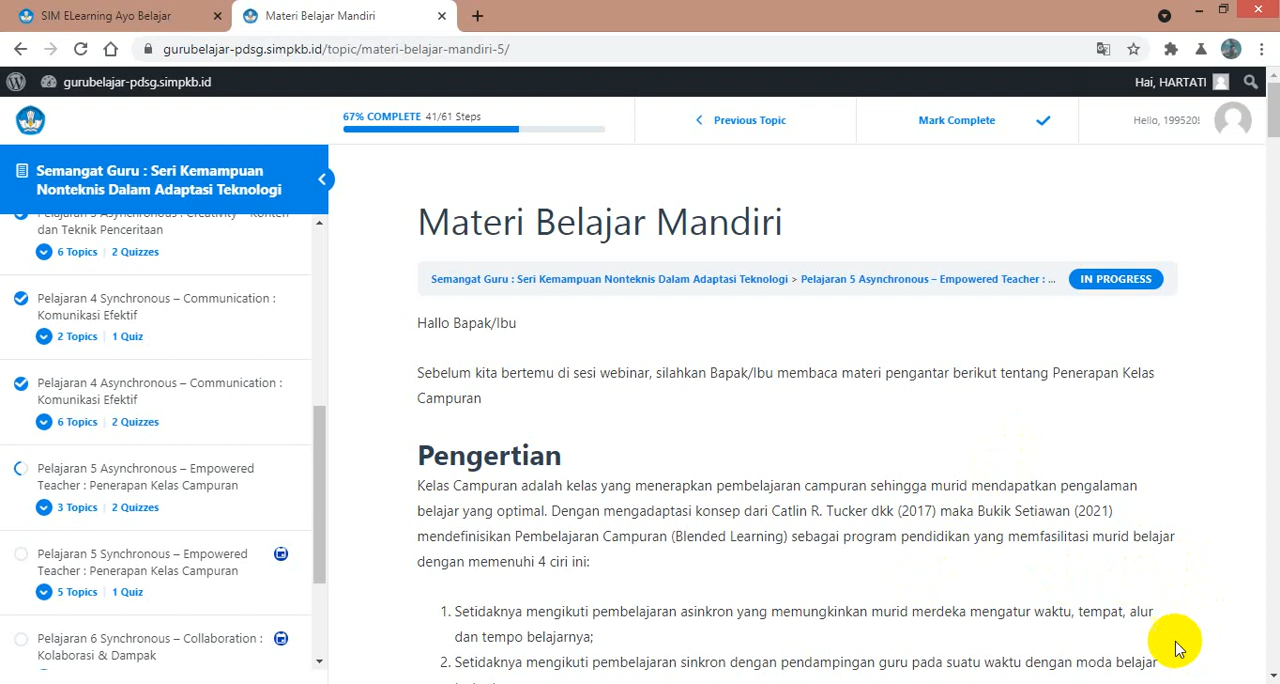 SIM ELearning Ayo Belajar
Materi Belajar Mandiri
gurubelajar-pdsg.simpkb.id/topic/materi-belajar-mandiri-5/
gurubelajar-pdsg.simpkb.id
Hai, HARTATI
67% COMPLETE 41/61 Steps
Previous Topic
Mark Complete
Hello, 199520!
Semangat Guru : Seri Kemampuan
Nonteknis Dalam Adaptasi Teknologi
Pelajaran 3 Asynchronous : Creativity – Konten
dan Teknik Penceritaan
6 Topics | 2 Quizzes
Pelajaran 4 Synchronous – Communication :
Komunikasi Efektif
2 Topics | 1 Quiz
Pelajaran 4 Asynchronous – Communication :
Komunikasi Efektif
6 Topics | 2 Quizzes
Pelajaran 5 Asynchronous – Empowered
Teacher : Penerapan Kelas Campuran
3 Topics | 2 Quizzes
Pelajaran 5 Synchronous – Empowered
Teacher : Penerapan Kelas Campuran
5 Topics | 1 Quiz
Pelajaran 6 Synchronous – Collaboration :
Kolaborasi & Dampak
Materi Belajar Mandiri
Semangat Guru : Seri Kemampuan Nonteknis Dalam Adaptasi Teknologi > Pelajaran 5 Asynchronous – Empowered Teacher : ... IN PROGRESS
Hallo Bapak/Ibu
Sebelum kita bertemu di sesi webinar, silahkan Bapak/Ibu membaca materi pengantar berikut tentang Penerapan Kelas
Campuran
Pengertian
Kelas Campuran adalah kelas yang menerapkan pembelajaran campuran sehingga murid mendapatkan pengalaman
belajar yang optimal. Dengan mengadaptasi konsep dari Catlin R. Tucker dkk (2017) maka Bukik Setiawan (2021)
mendefinisikan Pembelajaran Campuran (Blended Learning) sebagai program pendidikan yang memfasilitasi murid belajar
dengan memenuhi 4 ciri ini:
1. Setidaknya mengikuti pembelajaran asinkron yang memungkinkan murid merdeka mengatur waktu, tempat, alur
dan tempo belajarnya;
2. Setidaknya mengikuti pembelajaran sinkron dengan pendampingan guru pada suatu waktu dengan moda belajar